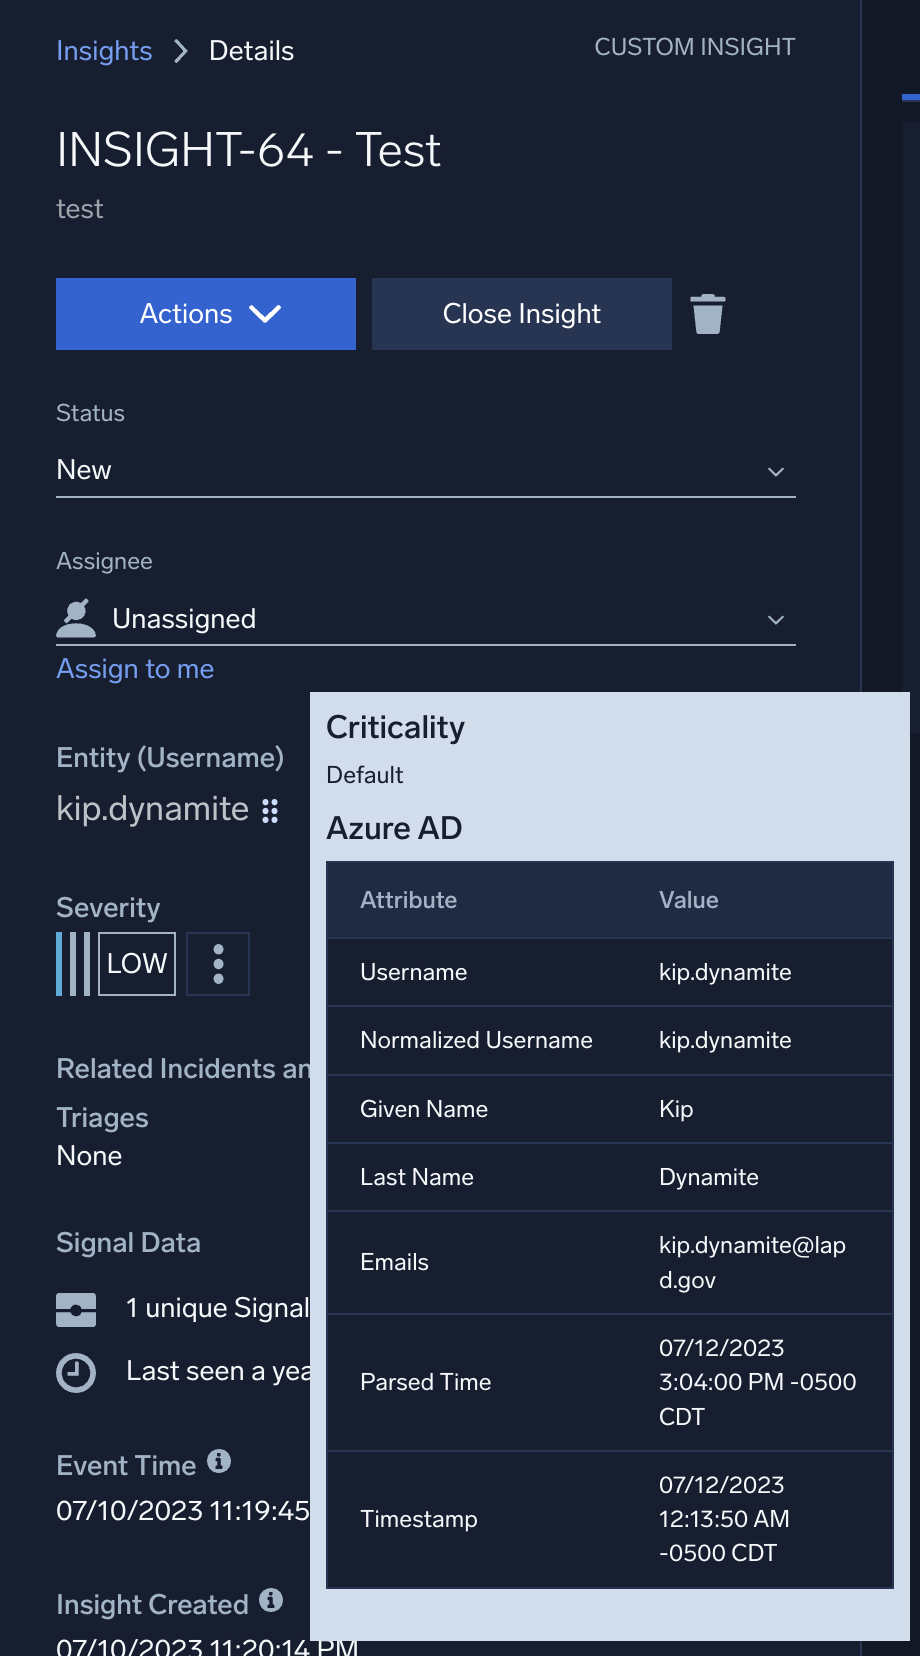 Insights > Details
CUSTOM INSIGHT
INSIGHT-64 - Test
test
Actions
Close Insight
Status
New
Assignee
Unassigned
Assign to me
Entity (Username)
kip.dynamite
Severity
LOW
Related Incidents an
Triages
None
Signal Data
1 unique Signal
Last seen a yea
Event Time
07/10/2023 11:19:45
Insight Created
07/10/2023 11:20:14 PM
Criticality
Default
Azure AD
Attribute Value
Username kip.dynamite
Normalized Username kip.dynamite
Given Name Kip
Last Name Dynamite
Emails kip.dynamite@lap
d.gov
Parsed Time 07/12/2023
3:04:00 PM -0500
CDT
Timestamp 07/12/2023
12:13:50 AM
-0500 CDT